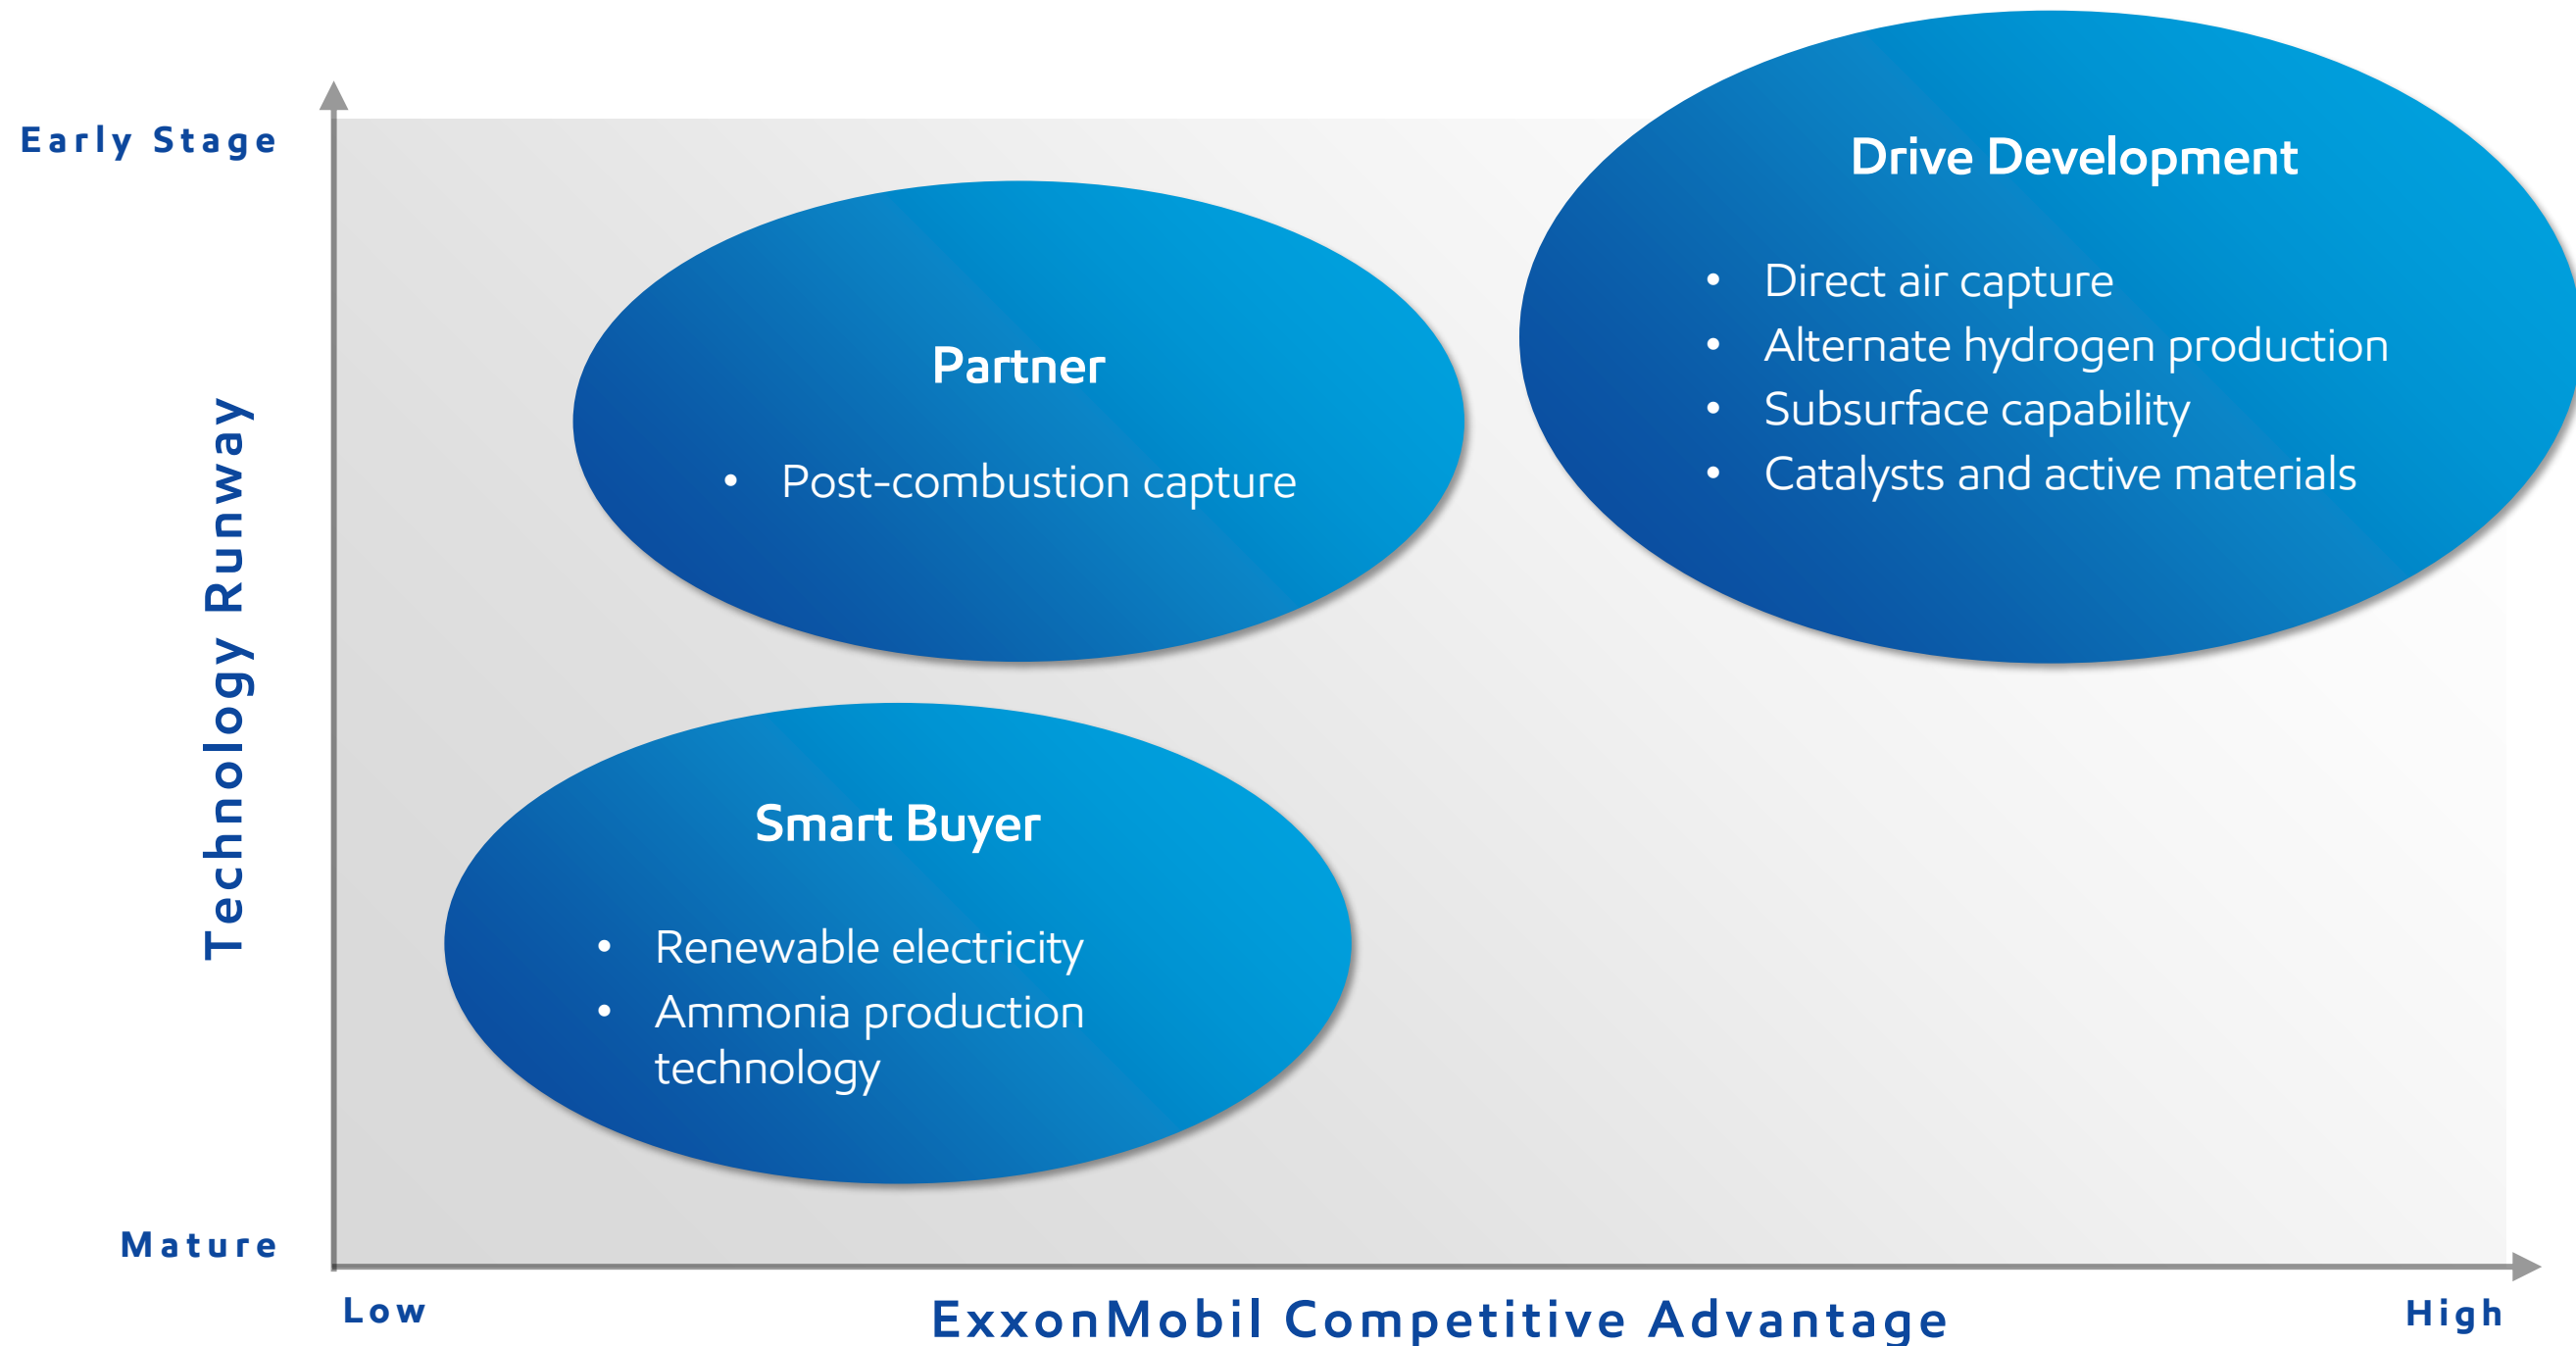 Early Stage
Technology Runway
Mature
Drive Development
• Direct air capture
• Alternate hydrogen production
• Subsurface capability
• Catalysts and active materials
Partner
• Post-combustion capture
Smart Buyer
• Renewable electricity
• Ammonia production
technology
Low
ExxonMobil Competitive Advantage
High